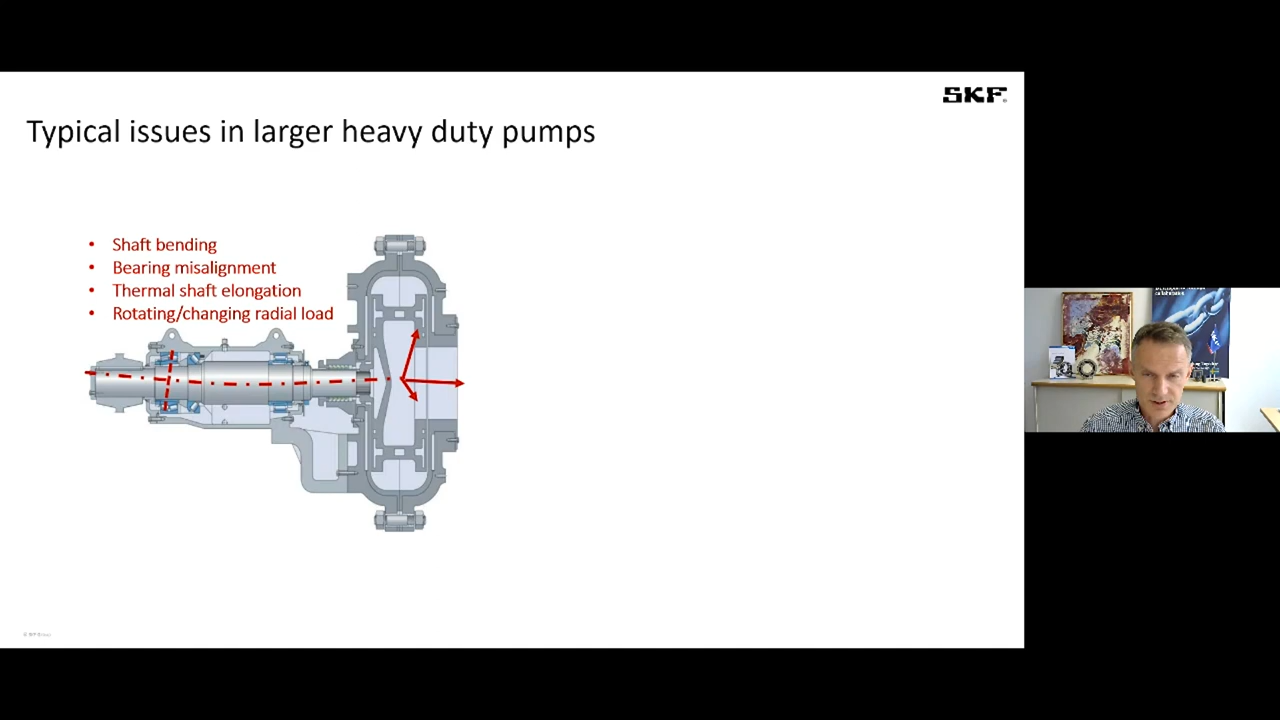 SKF
Typical issues in larger heavy duty pumps
• Shaft bending
• Bearing misalignment
• Thermal shaft elongation
• Rotating/changing radial load